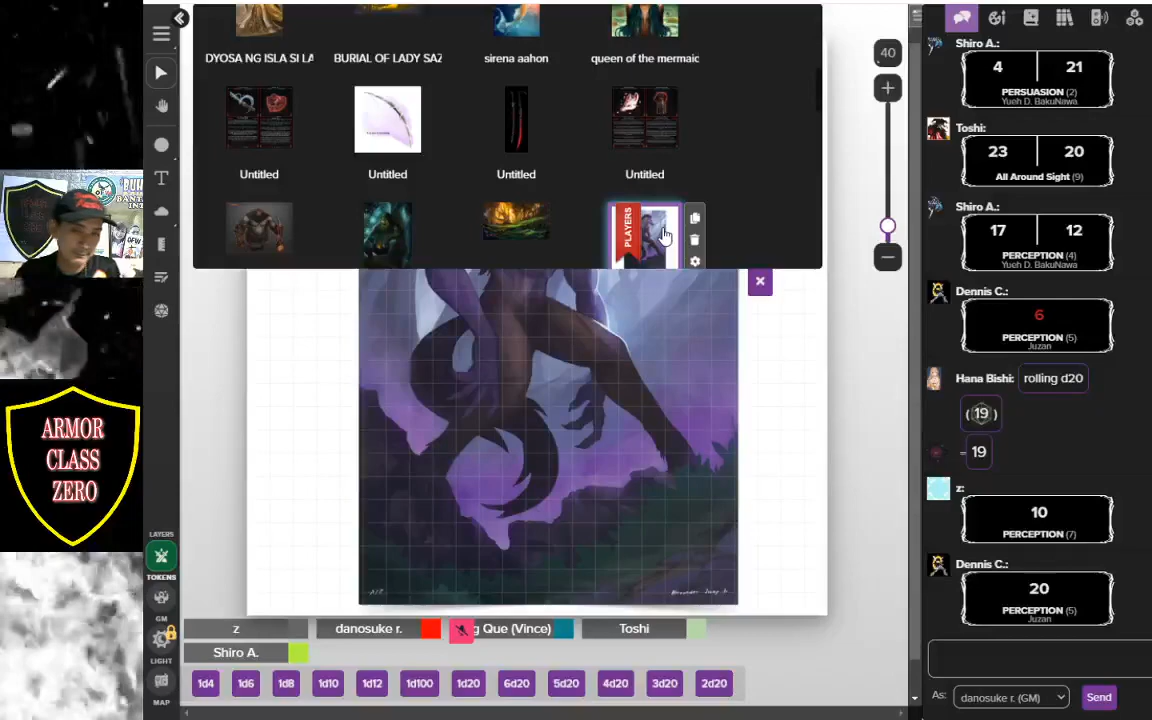 DYOSA NG ISLA SI LA
BURIAL OF LADY SAZ
sirena aahon
queen of the mermaic
Untitled
Untitled
Untitled
Untitled
PLAYERS
40
ARMOR
CLASS
ZERO
LAYERS
TOKENS
GM
LIGHT
MAP
z
danosuke r.
g Que (Vince)
Toshi
Shiro A.
1d4
1d6
1d8
1d10
1d12
1d100
1d20
6d20
5d20
4d20
3d20
2d20
Shiro A.:
4 21
PERSUASION (2)
Yueh D. BakuNawa
Toshi:
23 20
All Around Sight (9)
Shiro A.:
17 12
PERCEPTION (4)
Yueh D. BakuNawa
Dennis C.:
6
PERCEPTION (5)
Juzan
Hana Bishi: rolling d20
(19)
=19
z:
10
PERCEPTION (7)
Dennis C.:
20
PERCEPTION (5)
Juzan
As: danosuke r. (GM) Send